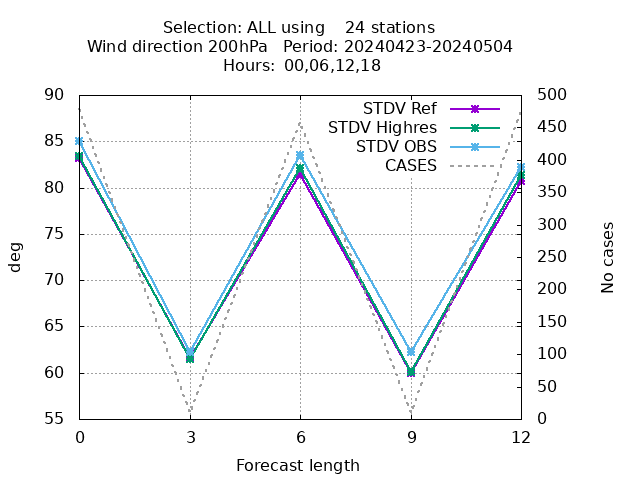 Selection: ALL using    24 stations
Wind direction 200hPa   Period: 20240423-20240504
Hours: 00,06,12,18
STDV Ref
STDV Highres
STDV OBS
CASES
deg
90
85
80
75
70
65
60
55
500
450
400
350
300
250
200
150
100
50
0
No cases
0 3 6 9 12
Forecast length